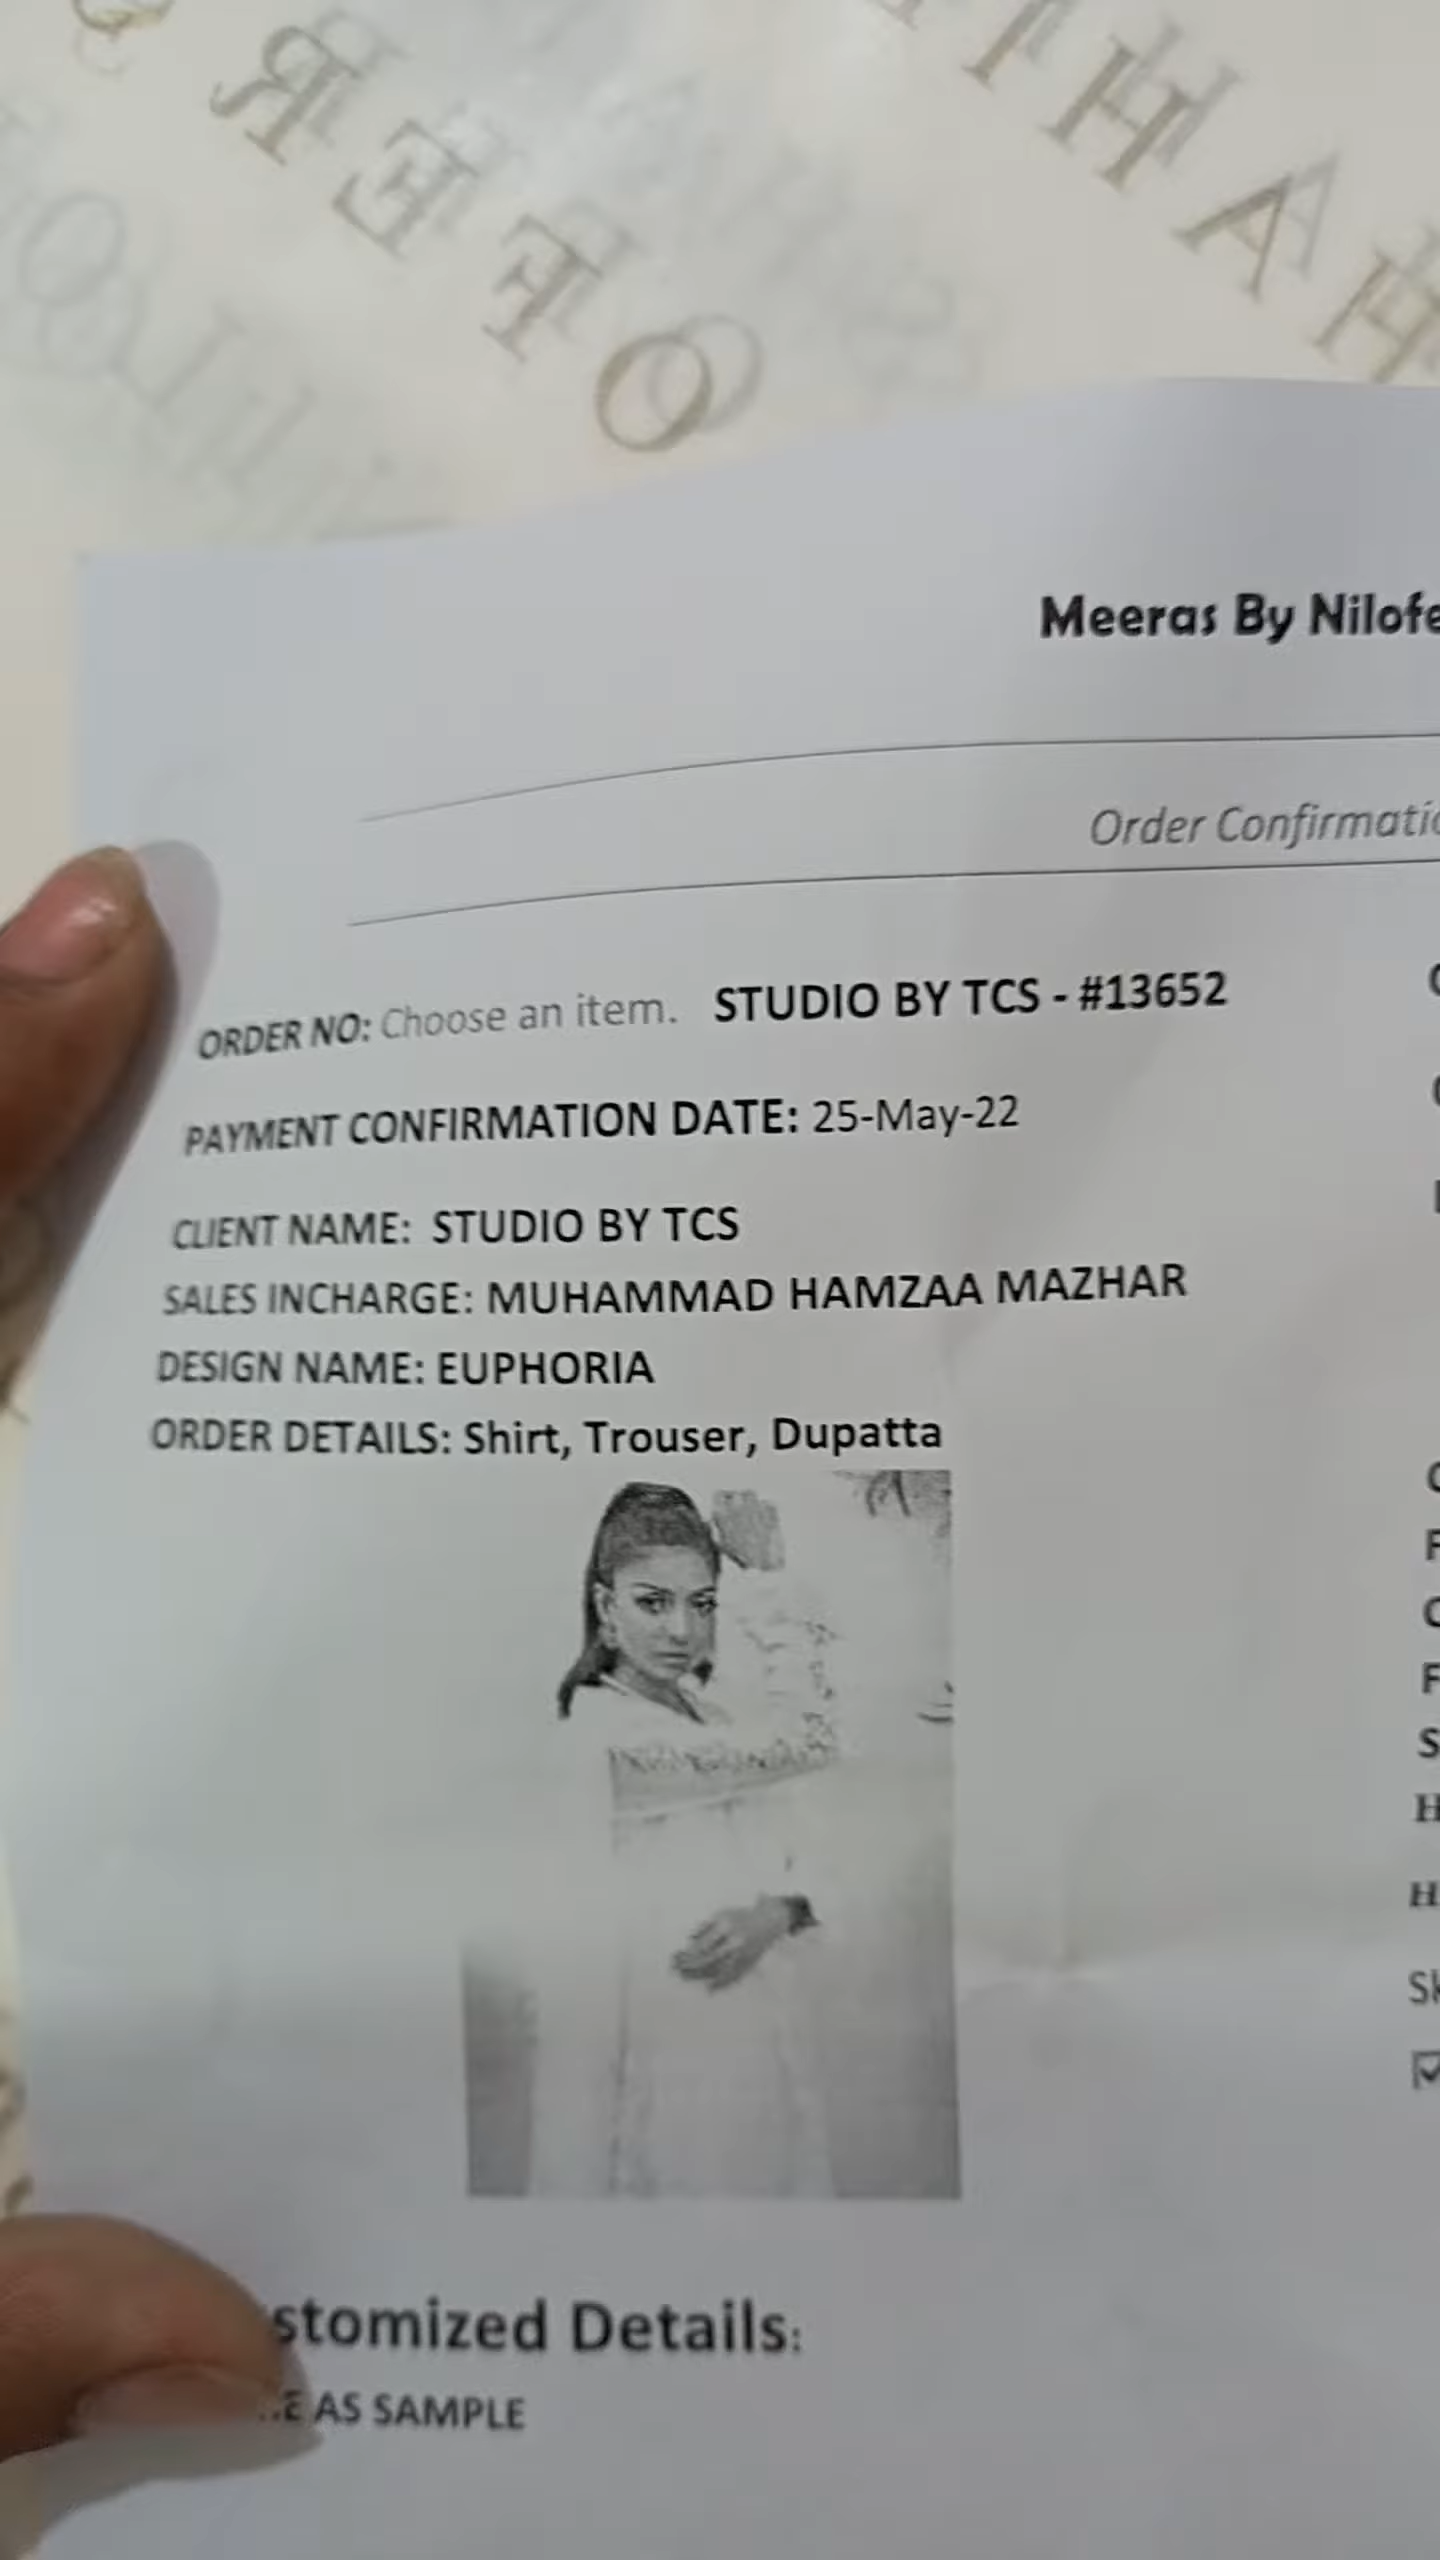 Meeras By Nilofe
Order Confirmatio
ORDER NO: Choose an item. STUDIO BY TCS - #13652
PAYMENT CONFIRMATION DATE: 25-May-22
CLIENT NAME: STUDIO BY TCS
SALES INCHARGE: MUHAMMAD HAMZAA MAZHAR
DESIGN NAME: EUPHORIA
ORDER DETAILS: Shirt, Trouser, Dupatta
stomized Details:
E AS SAMPLE